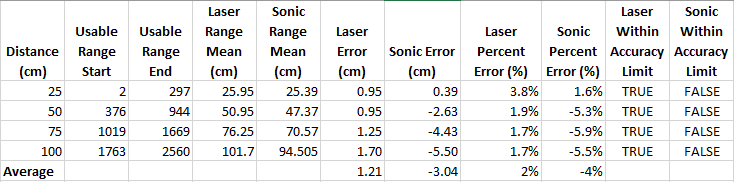 Distance (cm) | Usable Range Start | Usable Range End | Laser Range Mean (cm) | Sonic Range Mean (cm) | Laser Error (cm) | Sonic Error (cm) | Laser Percent Error (%) | Sonic Percent Error (%) | Laser Within Accuracy Limit | Sonic Within Accuracy Limit
25 | 2 | 297 | 25.95 | 25.39 | 0.95 | 0.39 | 3.8% | 1.6% | TRUE | FALSE
50 | 376 | 944 | 50.95 | 47.37 | 0.95 | -2.63 | 1.9% | -5.3% | TRUE | FALSE
75 | 1019 | 1669 | 76.25 | 70.57 | 1.25 | -4.43 | 1.7% | -5.9% | TRUE | FALSE
100 | 1763 | 2560 | 101.7 | 94.505 | 1.70 | -5.50 | 1.7% | -5.5% | TRUE | FALSE
Average | 1.21 | -3.04 | 2% | -4%